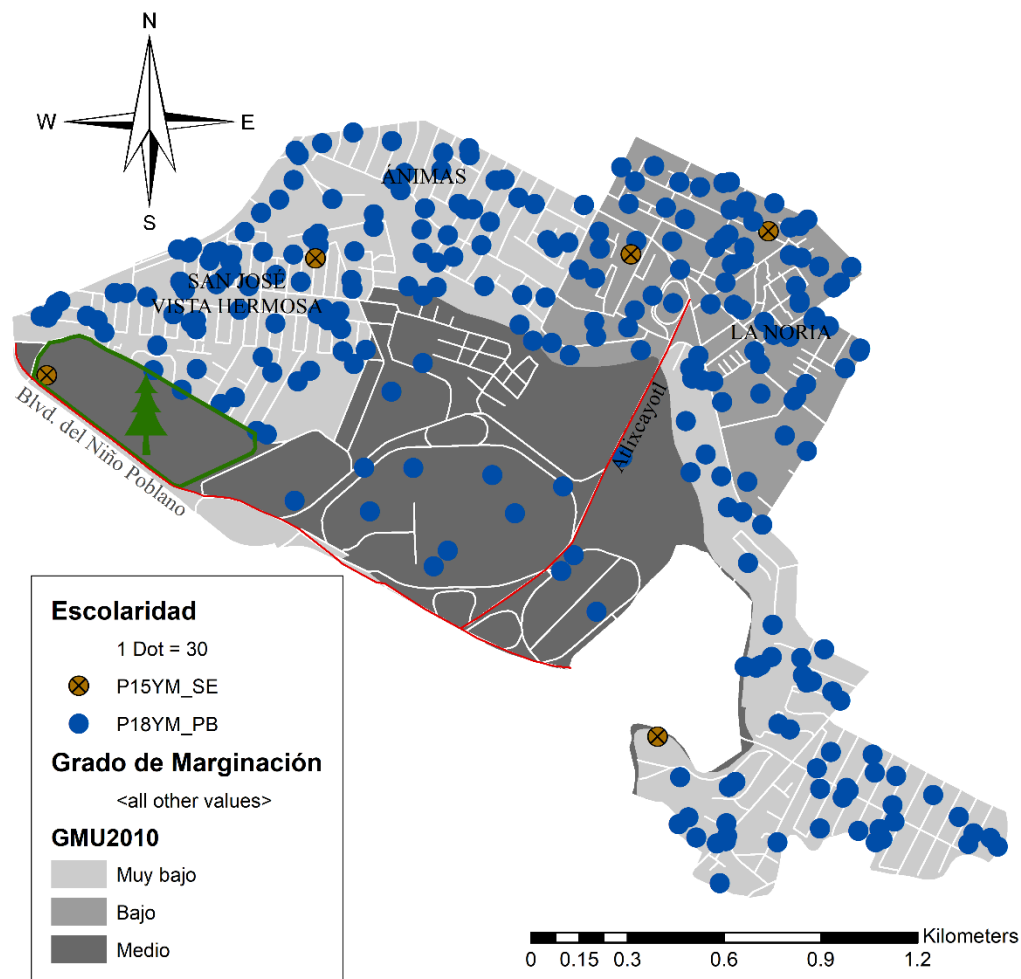 N
W
E
S
ÁNIMAS
SAN JOSÉ
VISTA HERMOSA
LA NORIA
Atlixcayotl
Blvd. del Niño Poblano
Escolaridad
1 Dot = 30
P15YM_SE
P18YM_PB
Grado de Marginación
<all other values>
GMU2010
Muy bajo
Bajo
Medio
Kilometers
0 0.15 0.3 0.6 0.9 1.2